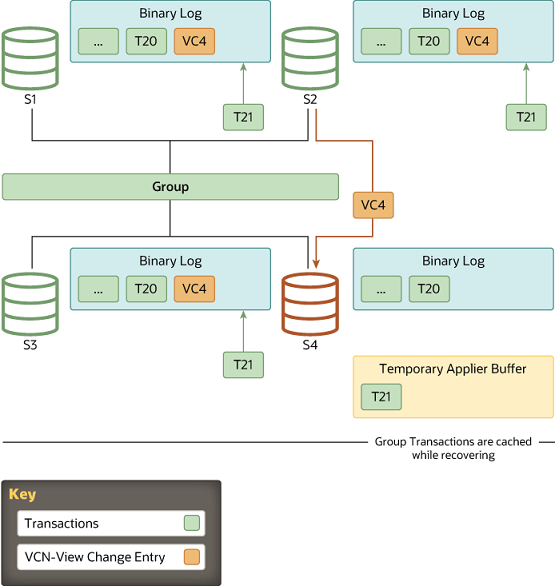 Binary Log
... T20 VC4
S1
T21
Binary Log
... T20 VC4
S2
T21
Group
VC4
Binary Log
... T20 VC4
S3
T21
Binary Log
... T20
S4
Temporary Applier Buffer
T21
Group Transactions are cached
while recovering
Key
Transactions
VCN-View Change Entry